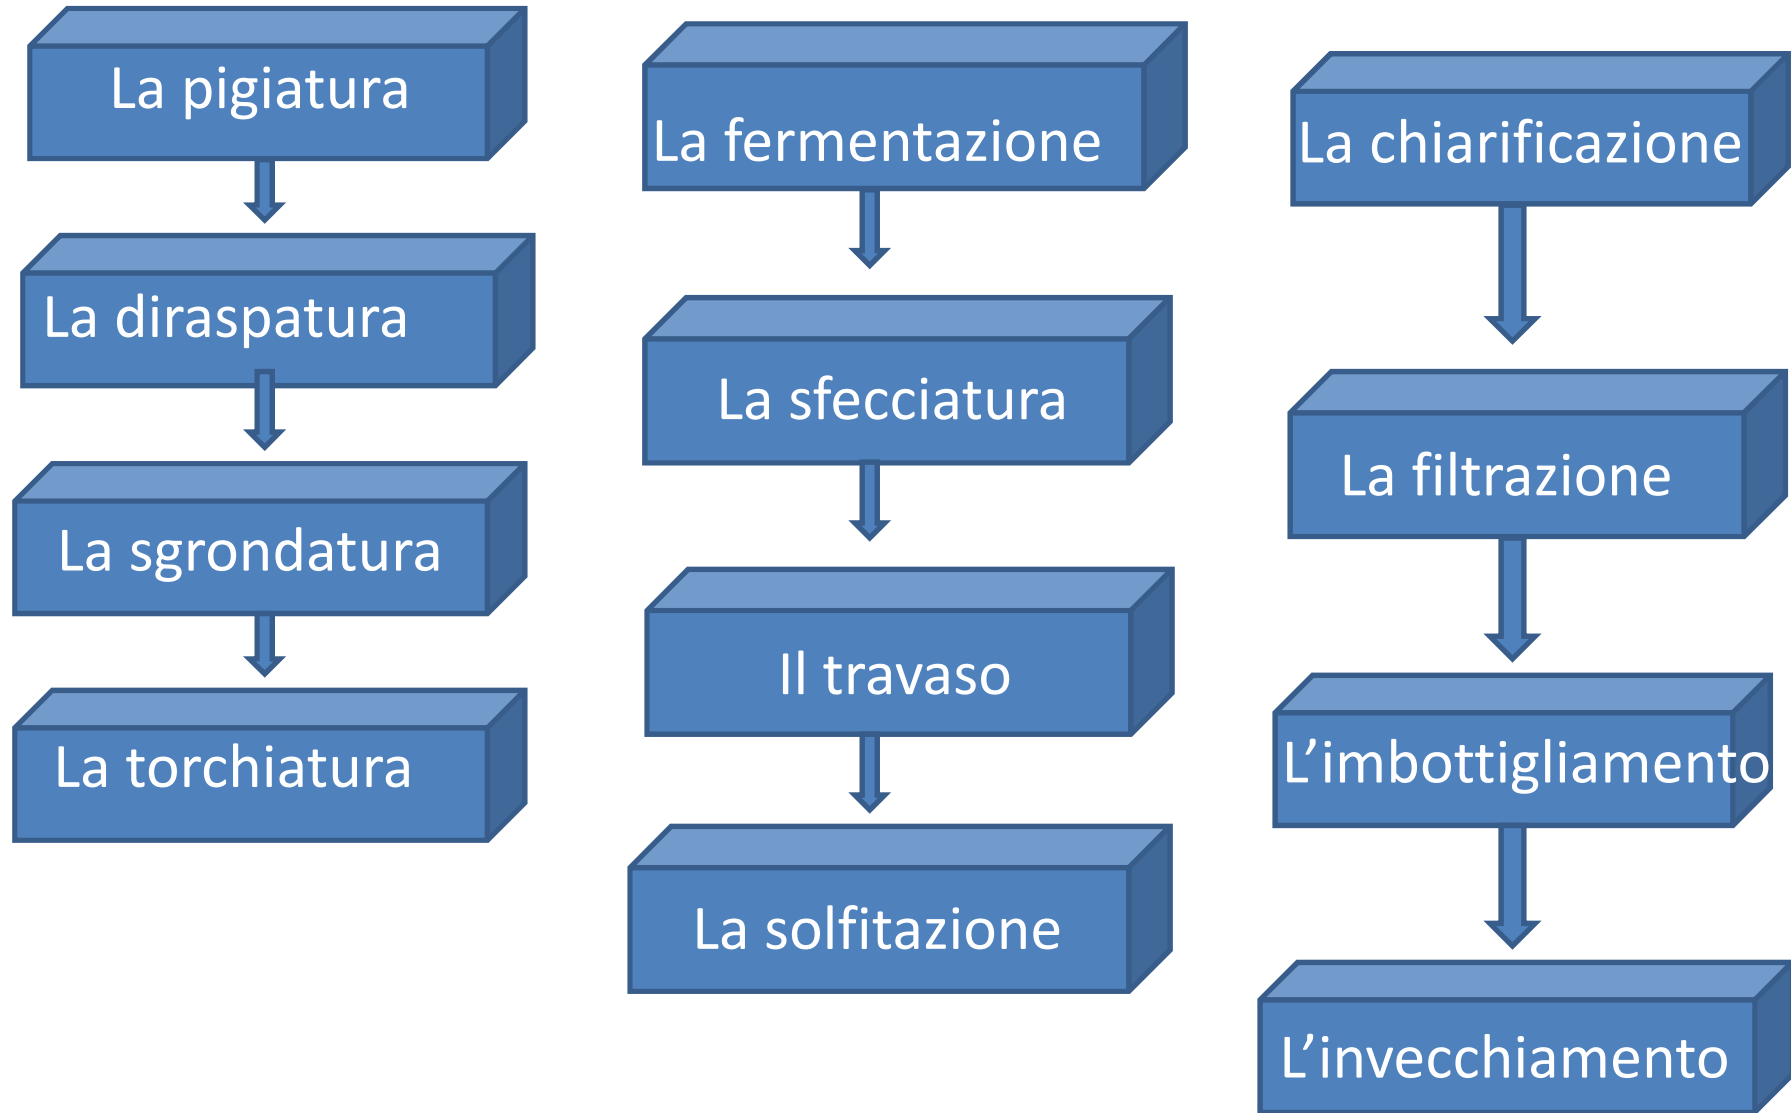 La pigiatura
La diraspatura
La sgrondatura
La torchiatura
La fermentazione
La sfecciatura
Il travaso
La solfitazione
La chiarificazione
La filtrazione
L’imbottigliamento
L’invecchiamento